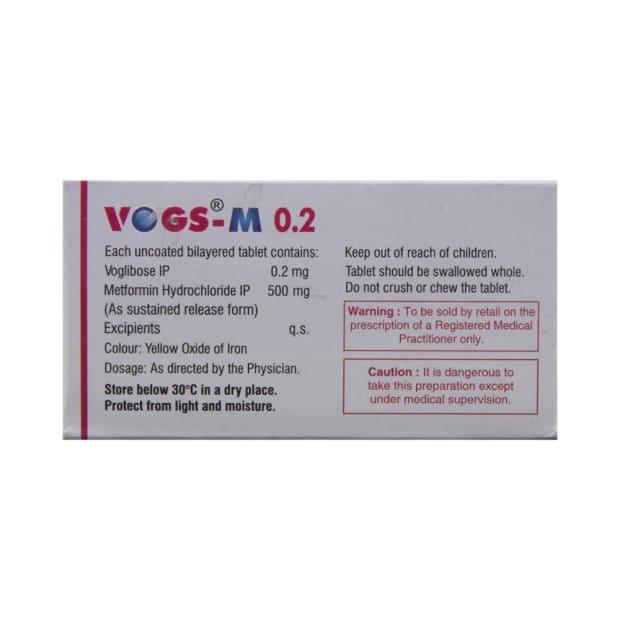 VOGS®-M 0.2
Each uncoated bilayered tablet contains:
Voglibose IP 0.2 mg
Metformin Hydrochloride IP 500 mg
(As sustained release form)
Excipients q.s.
Colour: Yellow Oxide of Iron
Dosage: As directed by the Physician.
Store below 30°C in a dry place.
Protect from light and moisture.
Keep out of reach of children.
Tablet should be swallowed whole.
Do not crush or chew the tablet.
Warning : To be sold by retail on the
prescription of a Registered Medical
Practitioner only.
Caution : It is dangerous to
take this preparation except
under medical supervision.